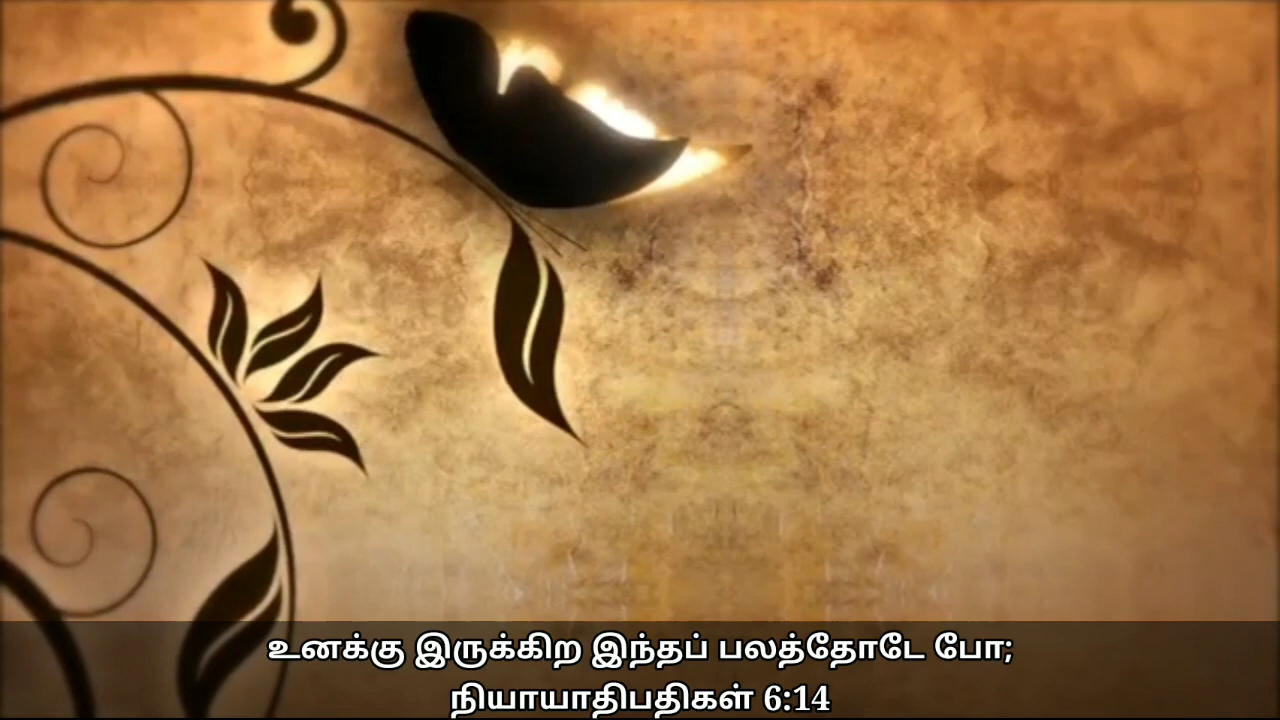 உனக்கு இருக்கிற இந்தப் பலத்தோடே போ;
நியாயாதிபதிகள் 6:14